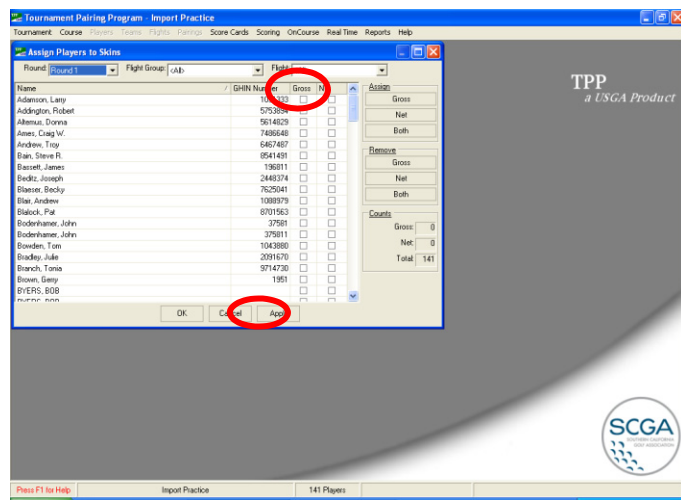 Tournament Pairing Program - Import Practice
Tournament Course Players Teams Flights Pairings Score Cards Scoring OnCourse Real Time Reports Help
Assign Players to Skins
Round: Round 1 Flight Group: <All> Flight:
Name / GHIN Number Gross
Adamson, Larry
Addington, Robert
Altemus, Donna 5614829
Ames, Craig W. 7486648
Andrew, Troy 6467487
Bain, Steve R. 8541491
Bassett, James 196811
Beditz, Joseph 2448374
Blaeser, Becky 7625041
Blair, Andrew 1088979
Blalock, Pat 8701563
Bodenhamer, John 37581
Bodenhamer, John 375811
Bowden, Tom 1043880
Bradley, Julie 2091670
Branch, Tonia 9714730
Brown, Gerry 1951
BYERS, BOB
Assign
Gross
Net
Both
Remove
Gross
Net
Both
Counts
Gross: 0
Net: 0
Total: 141
OK Cancel Apply
TPP
a USGA Product
SCGA
SOUTHERN CALIFORNIA
GOLF ASSOCIATION
Press F1 for Help Import Practice 141 Players